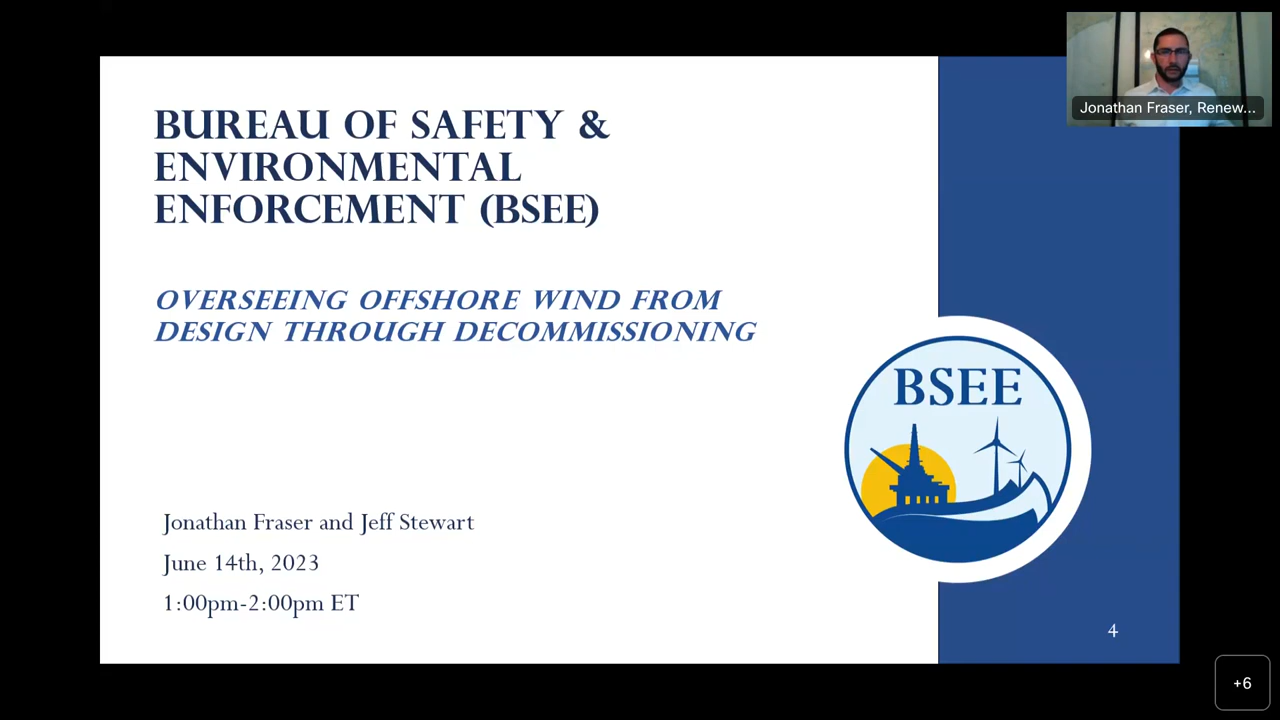 Jonathan Fraser, Renew...
BUREAU OF SAFETY &
ENVIRONMENTAL
ENFORCEMENT (BSEE)
OVERSEEING OFFSHORE WIND FROM
DESIGN THROUGH DECOMMISSIONING
BSEE
Jonathan Fraser and Jeff Stewart
June 14th, 2023
1:00pm-2:00pm ET
4
+6